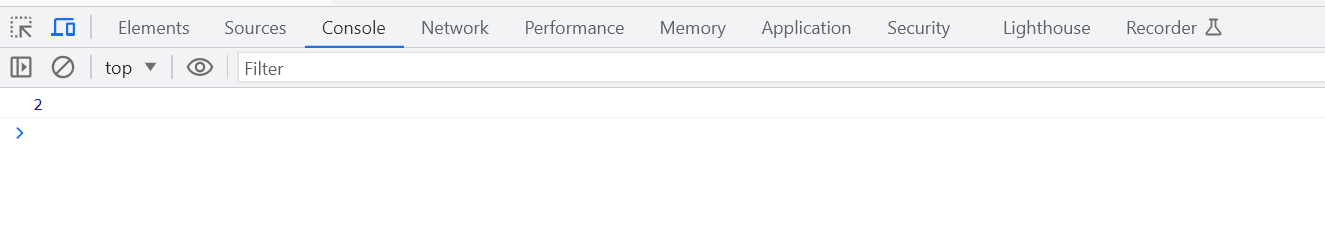 Elements Sources Console Network Performance Memory Application Security Lighthouse Recorder
top Filter
2